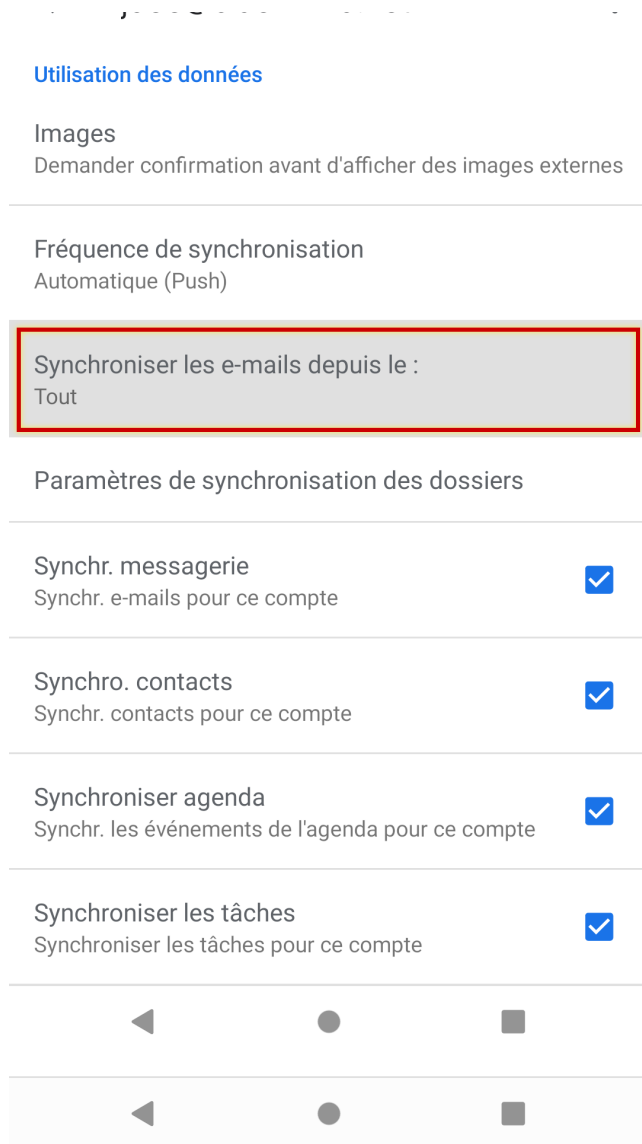 Utilisation des données
Images
Demander confirmation avant d'afficher des images externes
Fréquence de synchronisation
Automatique (Push)
Synchroniser les e-mails depuis le :
Tout
Paramètres de synchronisation des dossiers
Synchr. messagerie
Synchr. e-mails pour ce compte
Synchro. contacts
Synchr. contacts pour ce compte
Synchroniser agenda
Synchr. les événements de l'agenda pour ce compte
Synchroniser les tâches
Synchroniser les tâches pour ce compte